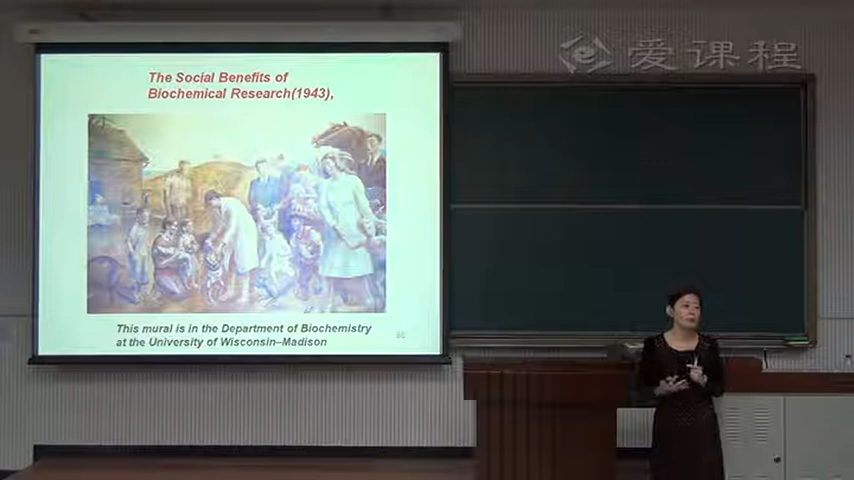 The Social Benefits of
Biochemical Research(1943),
爱课程
This mural is in the Department of Biochemistry
at the University of Wisconsin–Madison